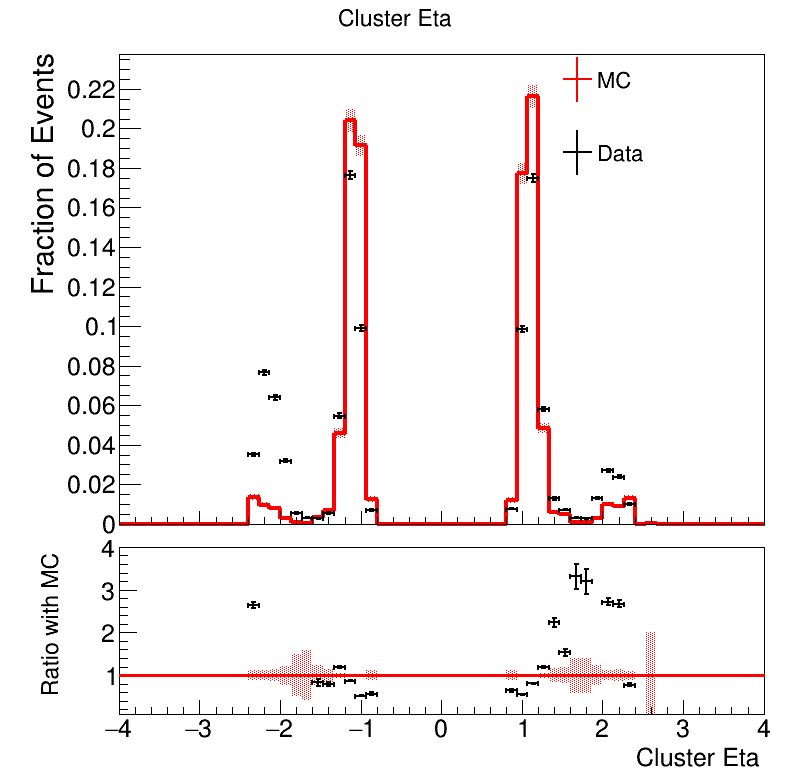 Cluster Eta
Fraction of Events
0.22
0.2
0.18
0.16
0.14
0.12
0.1
0.08
0.06
0.04
0.02
0
MC
Data
Ratio with MC
4
3
2
1
−4 −3 −2 −1 0 1 2 3 4
Cluster Eta